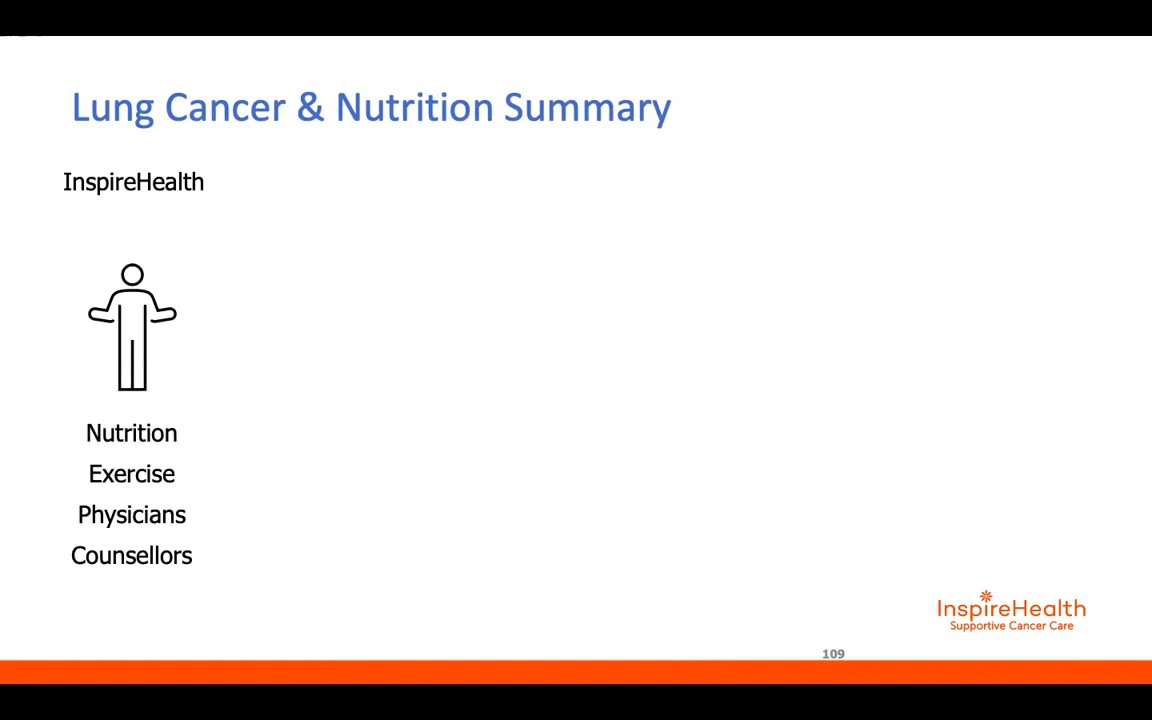 Lung Cancer & Nutrition Summary
InspireHealth
Nutrition
Exercise
Physicians
Counsellors
InspireHealth
Supportive Cancer Care
109